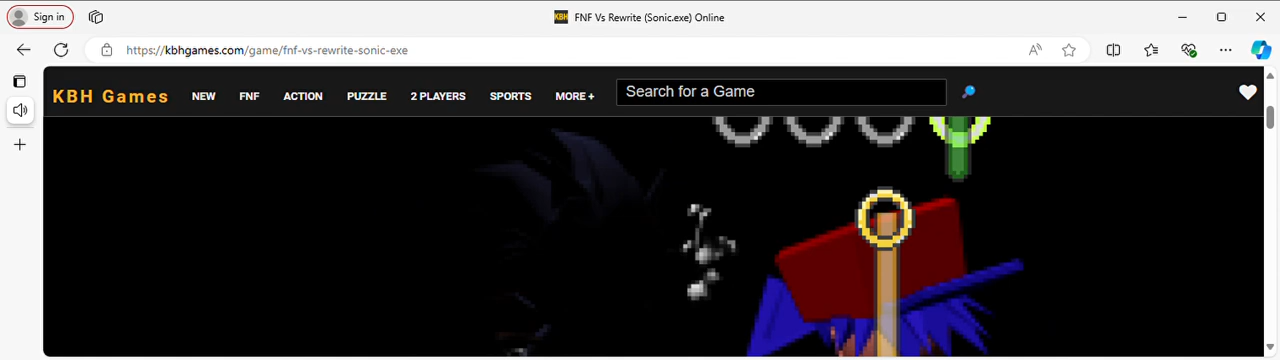 Sign in
KBH FNF Vs Rewrite (Sonic.exe) Online
https://kbhgames.com/game/fnf-vs-rewrite-sonic-exe
KBH Games NEW FNF ACTION PUZZLE 2 PLAYERS SPORTS MORE + Search for a Game